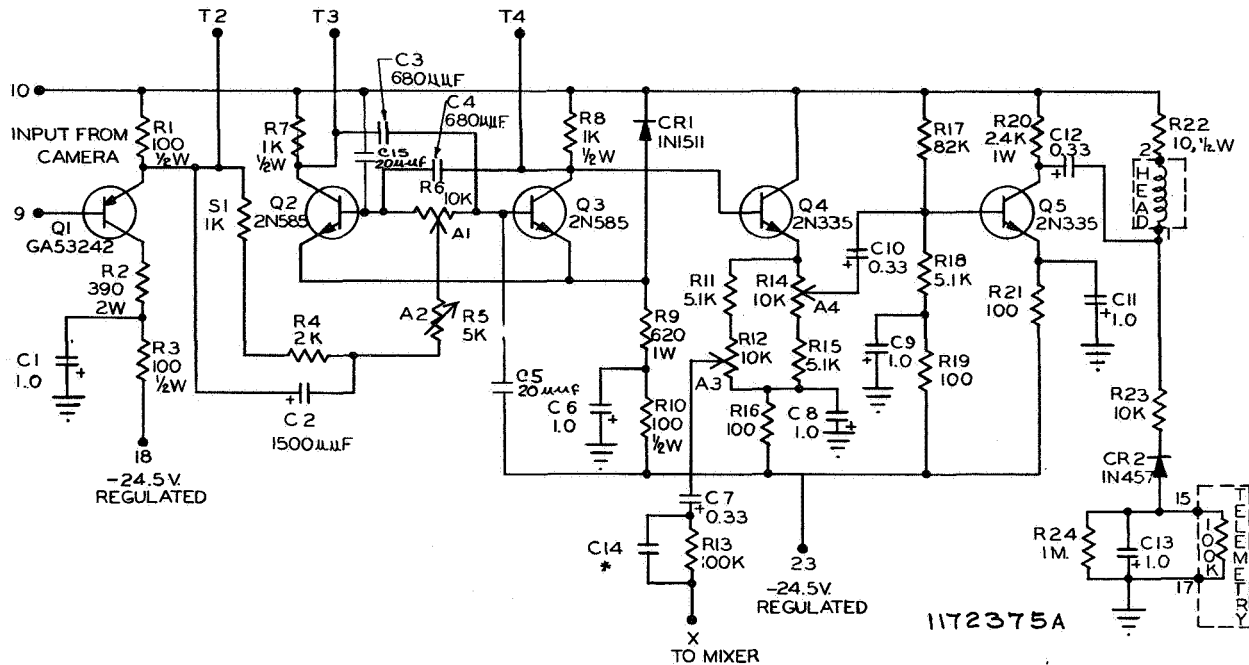 T2
T3
T4
C3
680µµF
C4
680µµF
10
INPUT FROM
CAMERA
R1
100
½W
R7
1K
½W
C15
20µµf
R8
1K
½W
CR1
IN1511
R17
82K
R20
2.4K
1W
C12
0.33
+
R22
10,½W
2
HEAD
1
9
Q1
GA53242
S1
1K
Q2
2N585
R6
10K
A1
Q3
2N585
Q4
2N335
Q5
2N335
C10
+
0.33
R2
390
2W
R11
5.1K
R14
10K
A4
R18
5.1K
R21
100
C11
+
1.0
A2
R5
5K
R9
620
1W
R4
2K
C1
1.0
+
R3
100
½W
R12
10K
A3
R15
5.1K
C9
+
1.0
R19
100
+
C2
1500µµF
C5
20µµf
C6
1.0
+
R10
100
½W
R16
100
C8
1.0
+
R23
10K
18
-24.5V.
REGULATED
CR2
IN457
C7
+
0.33
C14
*
R13
100K
23
-24.5V.
REGULATED
15
R24
1M.
C13
+
1.0
100K
TELEMETRY
17
X
TO MIXER
1172375A